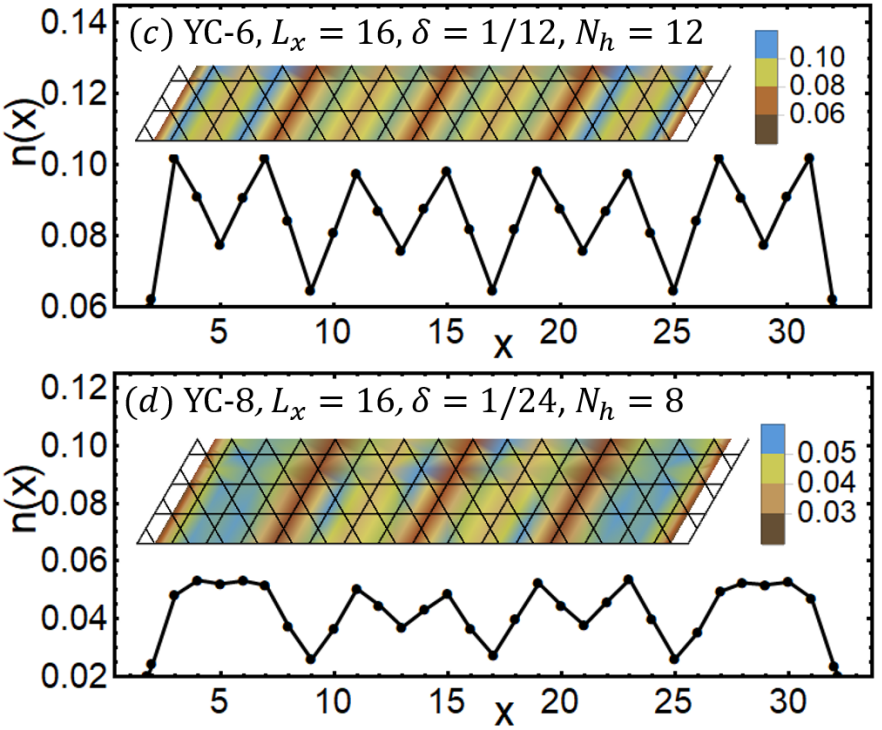 (c) YC-6, Lₓ = 16, δ = 1/12, Nₕ = 12
0.14
0.12
0.10
0.08
0.06
n(x)
0.10
0.08
0.06
5 10 15 20 25 30
x
(d) YC-8, Lₓ = 16, δ = 1/24, Nₕ = 8
0.12
0.10
0.08
0.06
0.04
0.02
n(x)
0.05
0.04
0.03
5 10 15 20 25 30
x